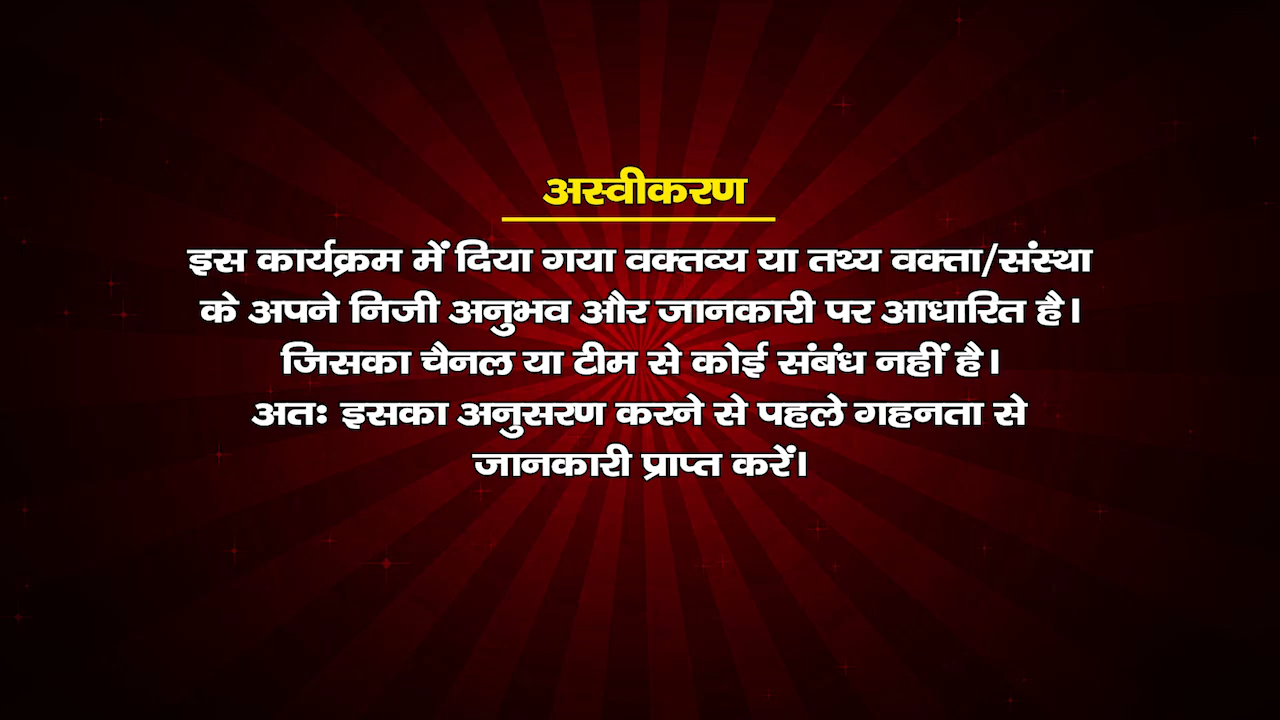 अस्वीकरण
इस कार्यक्रम में दिया गया वक्तव्य या तथ्य वक्ता/संस्था
के अपने निजी अनुभव और जानकारी पर आधारित है।
जिसका चैनल या टीम से कोई संबंध नहीं है।
अतः इसका अनुसरण करने से पहले गहनता से
जानकारी प्राप्त करें।